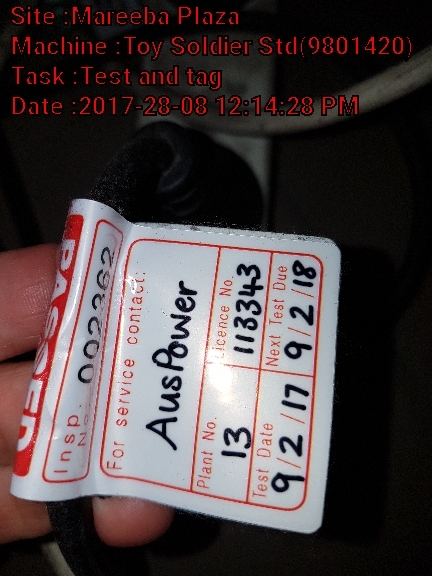 Site :Mareeba Plaza
Machine :Toy Soldier Std(9801420)
Task :Test and tag
Date :2017-28-08 12:14:28 PM
PASSED
Insp. No. 002362
For service contact:
AusPower
Plant No. 13
Licence No. 113343
Test Date 9/2/17
Next Test Due 9/2/18